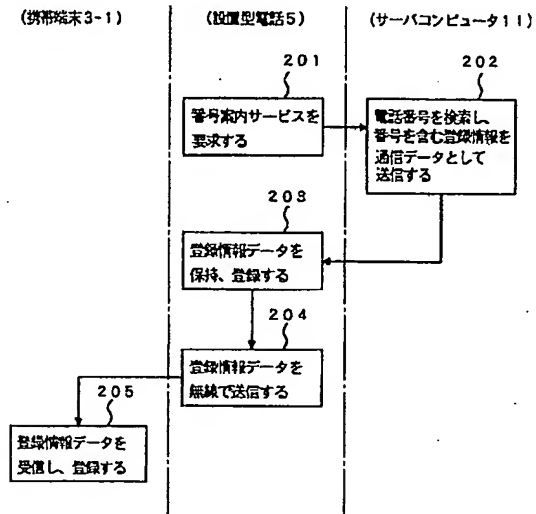 (携帯端末3-1)
(設置型電話5)
(サーバコンピュータ11)
201
202
番号案内サービスを
要求する
電話番号を検索し、
番号を含む登録情報を
通信データとして
送信する
203
登録情報データを
保持、登録する
204
登録情報データを
無線で送信する
205
登録情報データを
受信し、登録する